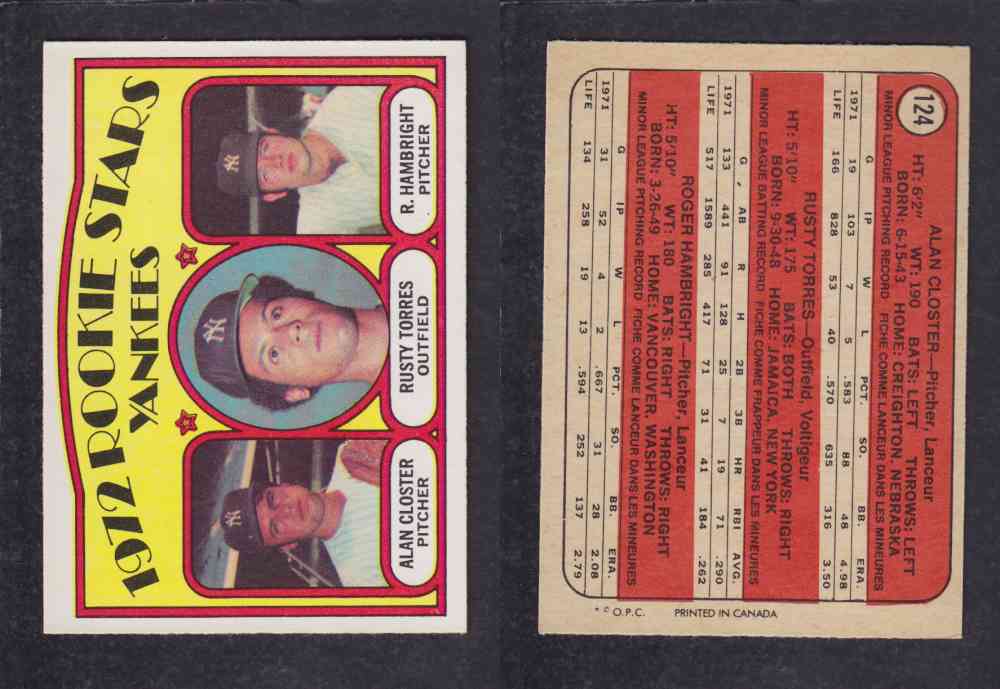 1972 ROOKIE STARS
YANKEES
ALAN CLOSTER
PITCHER
RUSTY TORRES
OUTFIELD
R. HAMBRIGHT
PITCHER
124
ALAN CLOSTER—Pitcher, Lanceur
HT: 6'2" WT: 190 BATS: LEFT THROWS: LEFT
BORN: 6-15-43 HOME: CREIGHTON, NEBRASKA
MINOR LEAGUE PITCHING RECORD FICHE COMME LANCEUR DANS LES MINEURES
G IP W L PCT. SO. BB. ERA.
1971 19 103 7 5 .583 88 48 4.98
LIFE 166 828 53 40 .570 635 316 3.50
RUSTY TORRES—Outfield, Voltigeur
HT: 5'10" WT: 175 BATS: BOTH THROWS: RIGHT
BORN: 9-30-48 HOME: JAMAICA, NEW YORK
MINOR LEAGUE BATTING RECORD FICHE COMME FRAPPEUR DANS LES MINEURES
G AB R H 2B 3B HR RBI AVG.
1971 133 441 91 128 25 7 19 71 .290
LIFE 517 1589 285 417 71 31 41 184 .262
ROGER HAMBRIGHT—Pitcher, Lanceur
HT: 5'10" WT: 180 BATS: RIGHT THROWS: RIGHT
BORN: 3-26-49 HOME: VANCOUVER, WASHINGTON
MINOR LEAGUE PITCHING RECORD FICHE COMME LANCEUR DANS LES MINEURES
G IP W L PCT. SO. BB. ERA.
1971 31 52 4 2 .667 31 28 2.08
LIFE 134 258 19 13 .594 252 137 2.79
* © O.P.C. PRINTED IN CANADA